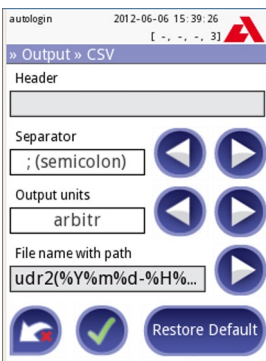 autologin 2012-06-06 15:39:26
[ -, -, -, 3]
» Output » CSV
Header
Separator
; (semicolon)
Output units
arbitr
File name with path
udr2(%Y%m%d-%H%...
Restore Default